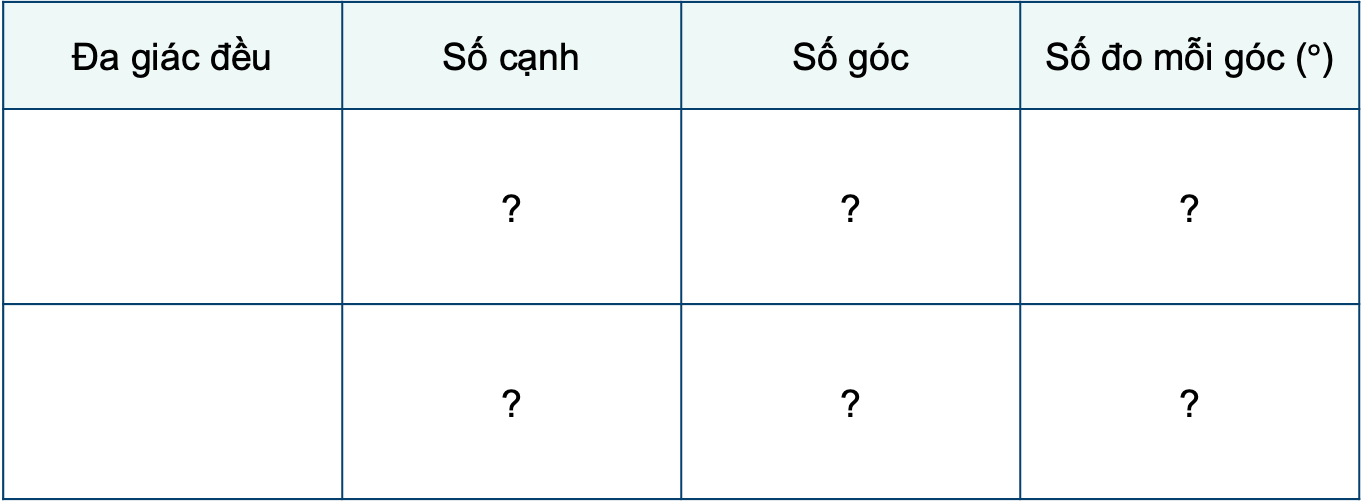 Đa giác đều Số cạnh Số góc Số đo mỗi góc (°)
? ? ?
? ? ?